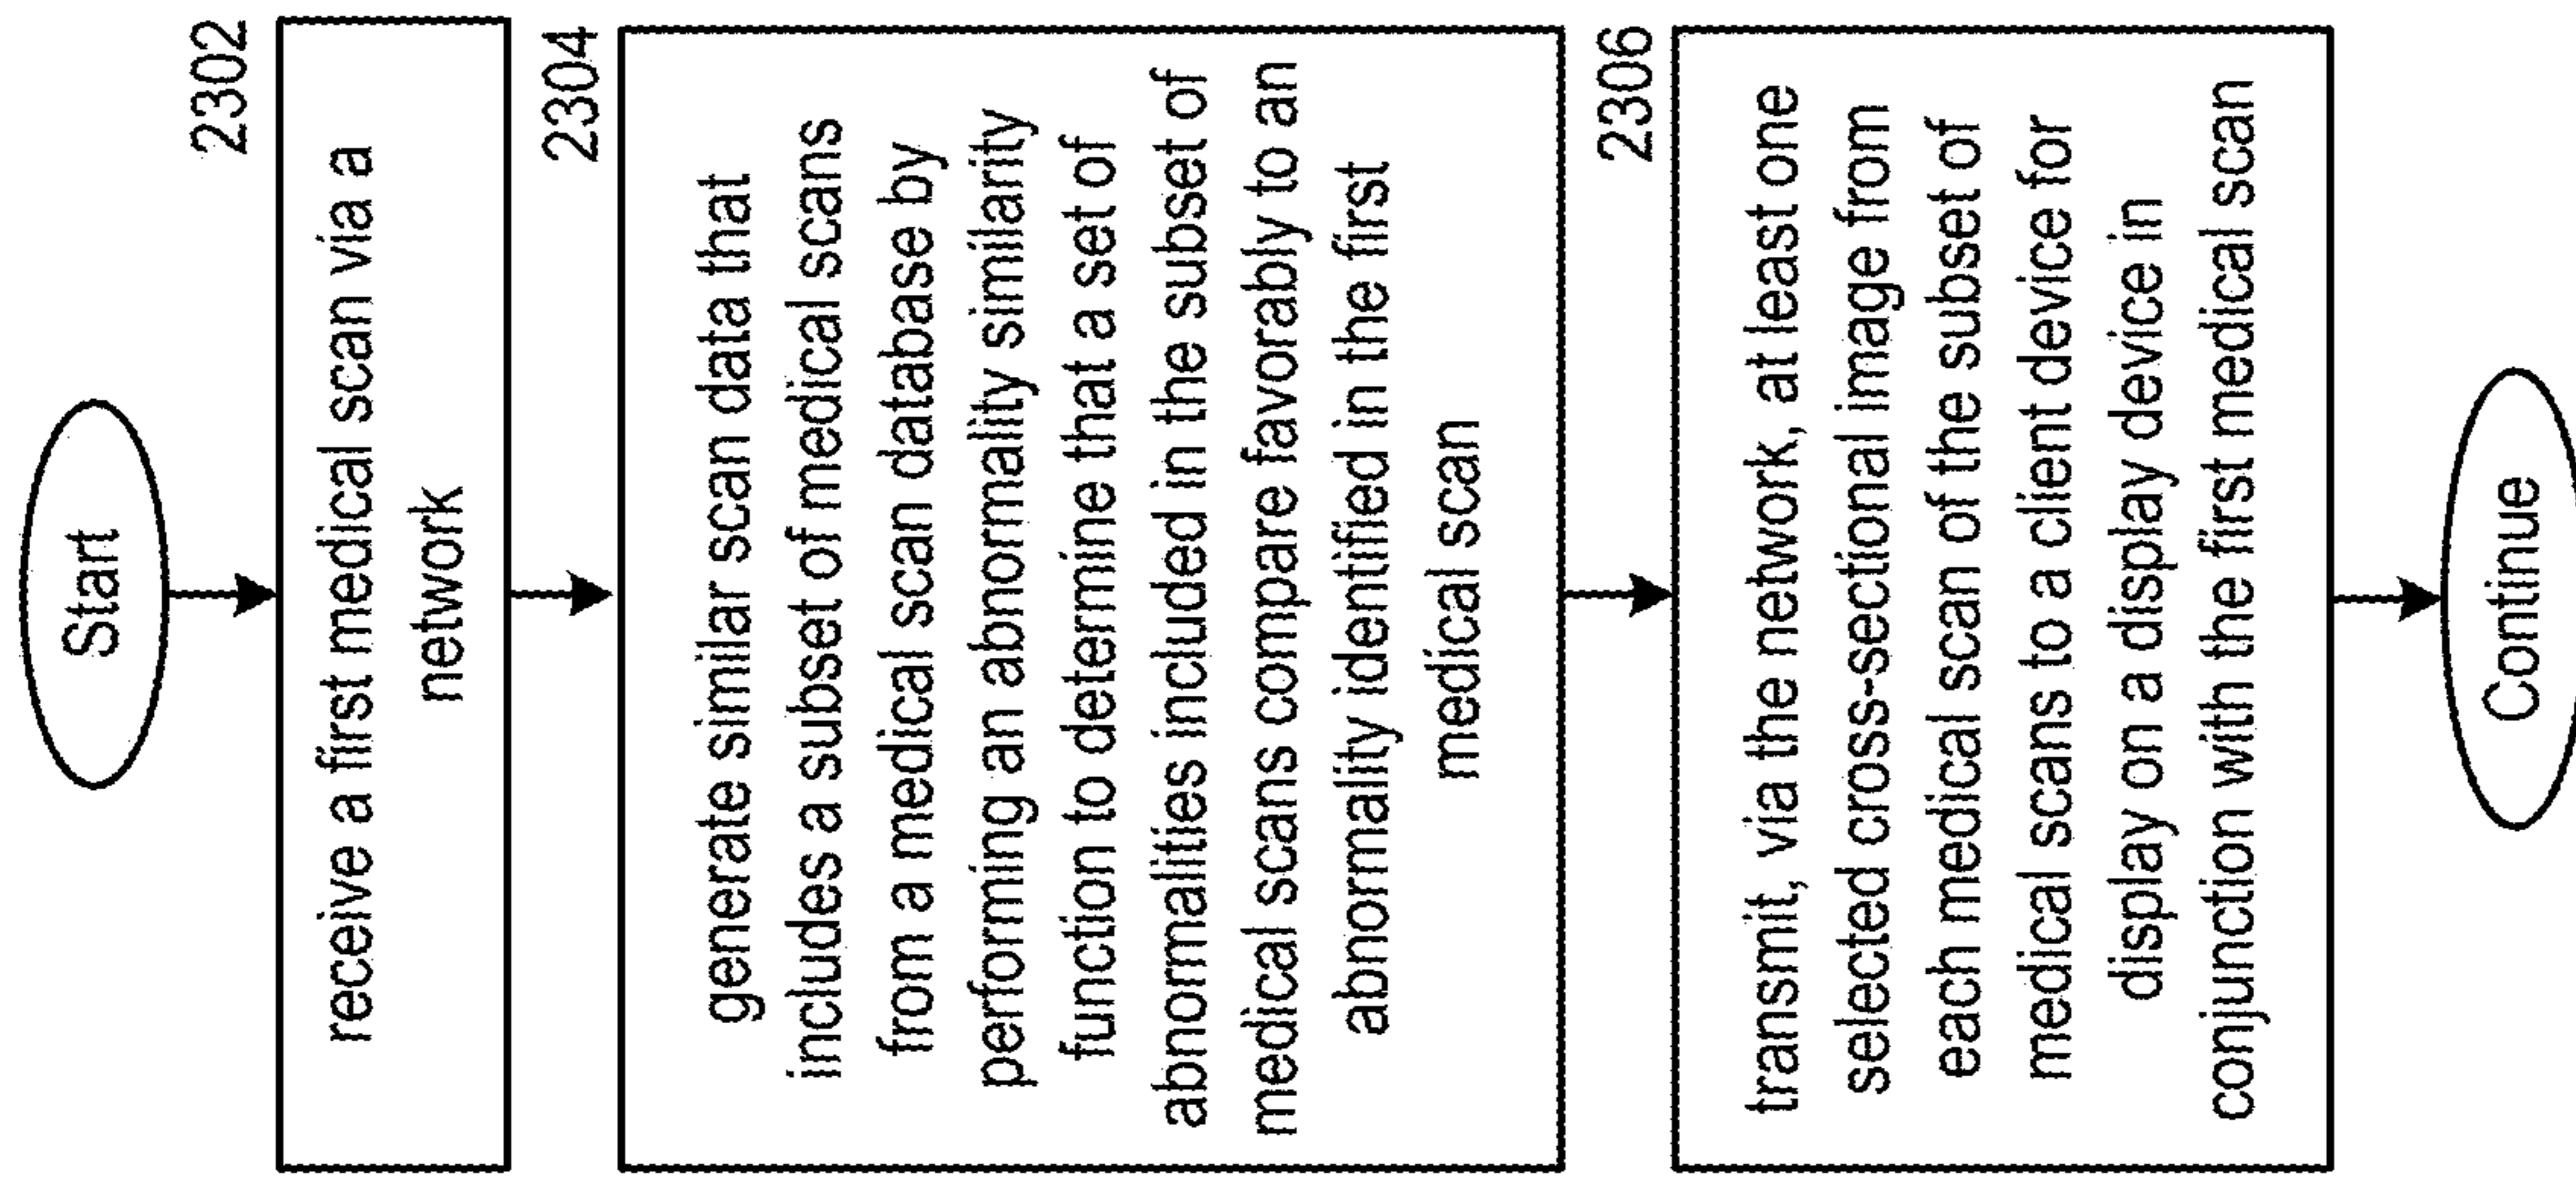 Start
2302
receive a first medical scan via a
network
2304
generate similar scan data that
includes a subset of medical scans
from a medical scan database by
performing an abnormality similarity
function to determine that a set of
abnormalities included in the subset of
medical scans compare favorably to an
abnormality identified in the first
medical scan
2306
transmit, via the network, at least one
selected cross-sectional image from
each medical scan of the subset of
medical scans to a client device for
display on a display device in
conjunction with the first medical scan
Continue